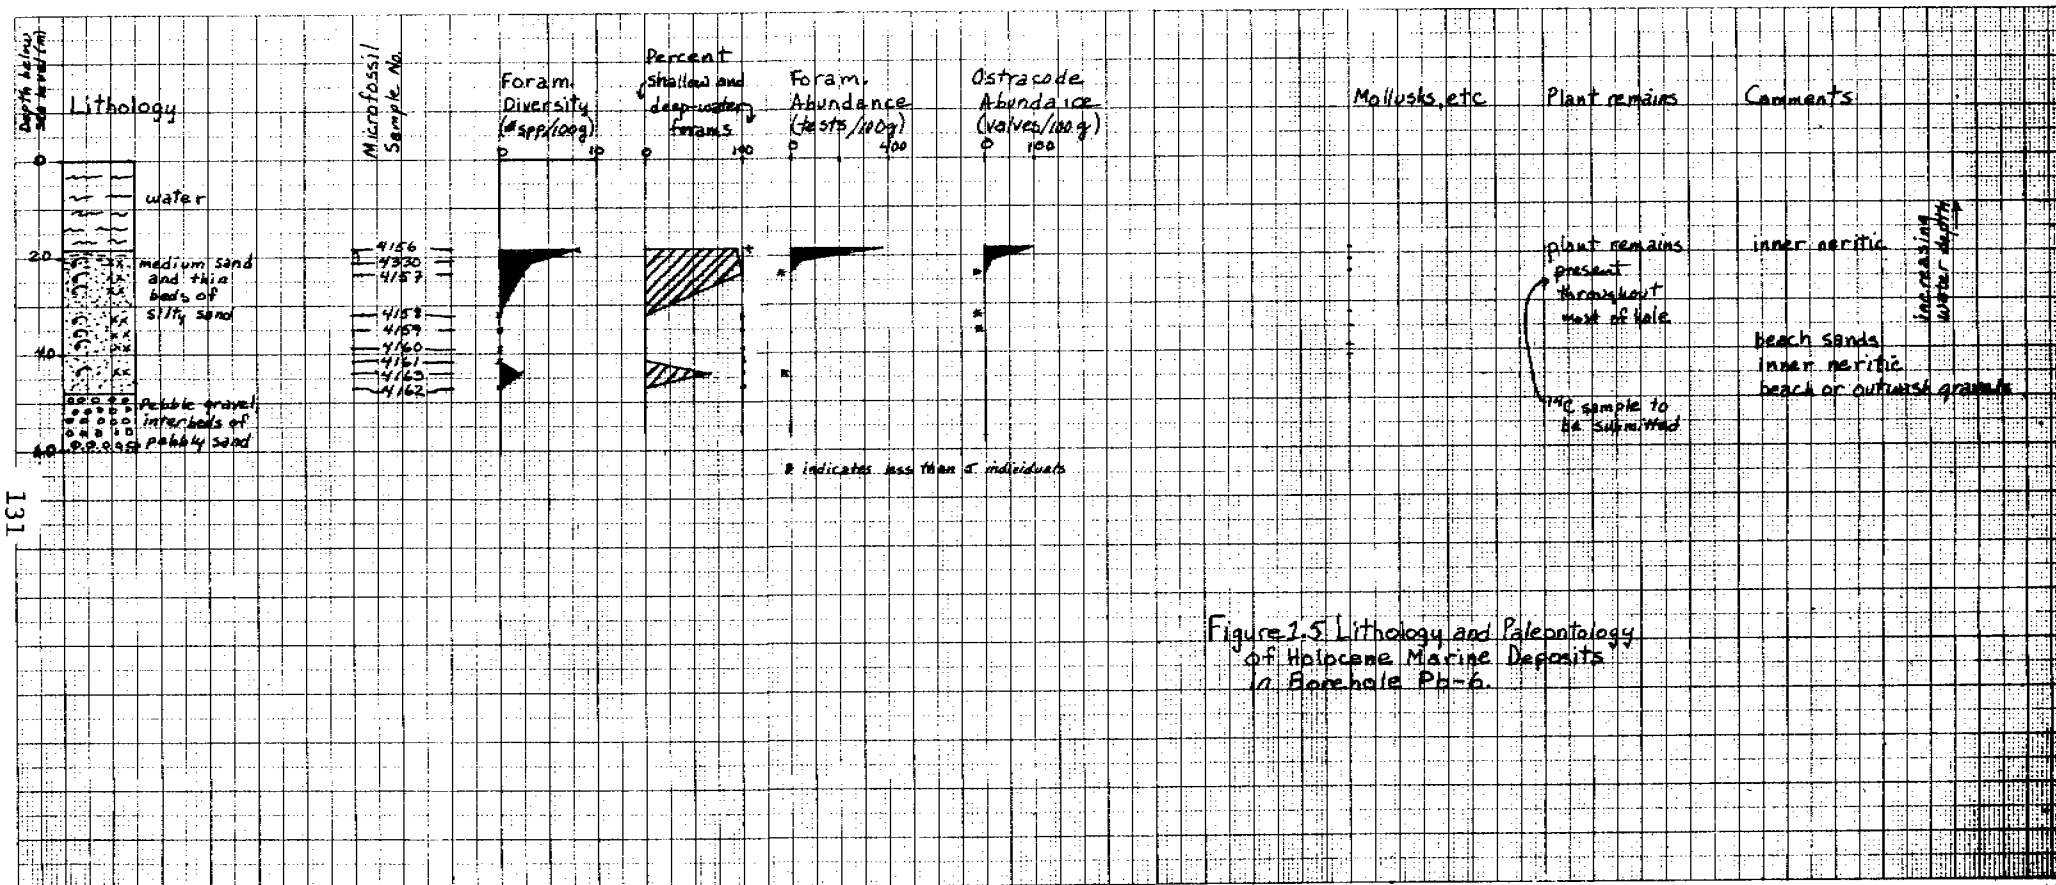 Depth below
sea level (m)
Lithology
Microfossil
Sample No.
Foram.
Diversity
(#spp/100g)
0 10
Percent
shallow and
deep-water
forams
0 100
Foram.
Abundance
(tests/100g)
0 400
Ostracode
Abundance
(valves/100g)
0 100
Mollusks, etc
Plant remains
Comments
0
water
20
medium sand
and thin
beds of
silty sand
40
Pebble gravel,
interbeds of
pebbly sand
60
4156
4330
4157
4158
4159
4160
4161
4163
4162
plant remains
present
throughout
most of hole
14C sample to
be submitted
inner neritic
beach sands
inner neritic
beach or outwash gravels
increasing
water depth
* indicates less than 5 individuals
Figure 2.5 Lithology and Paleontology
of Holocene Marine Deposits
in Borehole Pb-6.
131